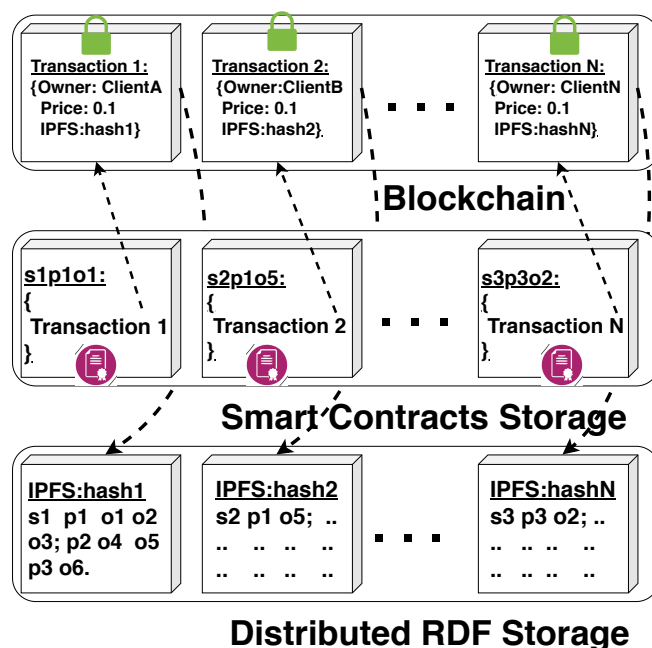 Transaction 1:
{Owner: ClientA
Price: 0.1
IPFS:hash1}
Transaction 2:
{Owner:ClientB
Price: 0.1
IPFS:hash2}
Transaction N:
{Owner: ClientN
Price: 0.1
IPFS:hashN}
. . .
Blockchain
s1p1o1:
{
Transaction 1
}
s2p1o5:
{
Transaction 2
}
s3p3o2:
{
Transaction N
}
. . .
Smart Contracts Storage
IPFS:hash1
s1 p1 o1 o2
o3; p2 o4 o5
p3 o6.
IPFS:hash2
s2 p1 o5; ..
.. .. .. ..
.. .. .. ..
IPFS:hashN
s3 p3 o2; ..
.. .. .. ..
.. .. .. ..
. . .
Distributed RDF Storage